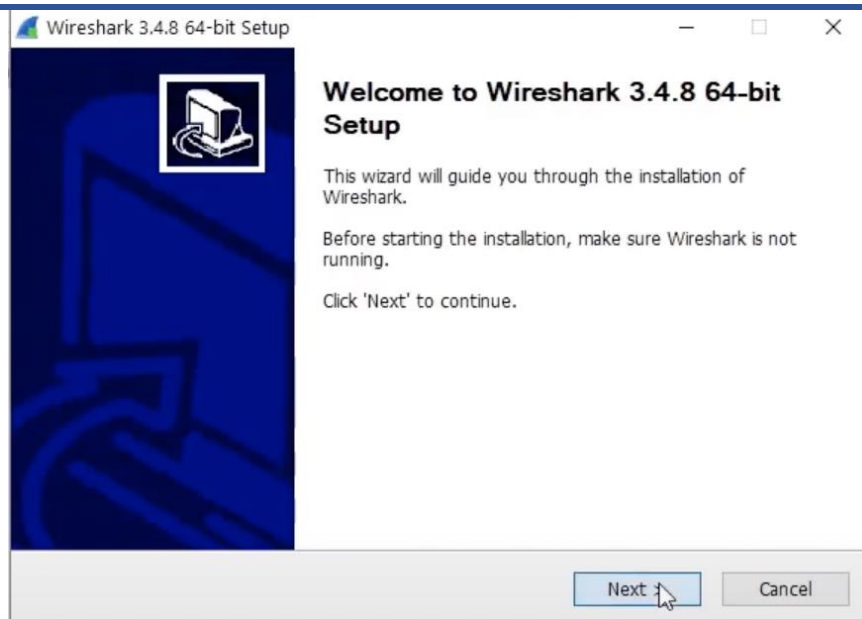 Wireshark 3.4.8 64-bit Setup
Welcome to Wireshark 3.4.8 64-bit
Setup
This wizard will guide you through the installation of
Wireshark.
Before starting the installation, make sure Wireshark is not
running.
Click 'Next' to continue.
Next >
Cancel